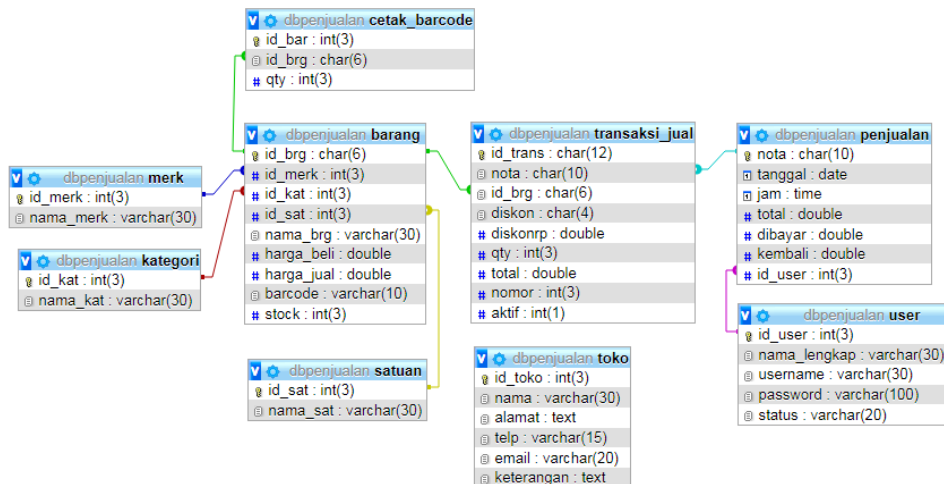 dbpenjualan cetak_barcode
id_bar : int(3)
id_brg : char(6)
qty : int(3)
dbpenjualan barang
id_brg : char(6)
id_merk : int(3)
id_kat : int(3)
id_sat : int(3)
nama_brg : varchar(30)
harga_beli : double
harga_jual : double
barcode : varchar(10)
stock : int(3)
dbpenjualan transaksi_jual
id_trans : char(12)
nota : char(10)
id_brg : char(6)
diskon : char(4)
diskonrp : double
qty : int(3)
total : double
nomor : int(3)
aktif : int(1)
dbpenjualan penjualan
nota : char(10)
tanggal : date
jam : time
total : double
dibayar : double
kembali : double
id_user : int(3)
dbpenjualan merk
id_merk : int(3)
nama_merk : varchar(30)
dbpenjualan kategori
id_kat : int(3)
nama_kat : varchar(30)
dbpenjualan satuan
id_sat : int(3)
nama_sat : varchar(30)
dbpenjualan toko
id_toko : int(3)
nama : varchar(30)
alamat : text
telp : varchar(15)
email : varchar(20)
keterangan : text
dbpenjualan user
id_user : int(3)
nama_lengkap : varchar(30)
username : varchar(30)
password : varchar(100)
status : varchar(20)